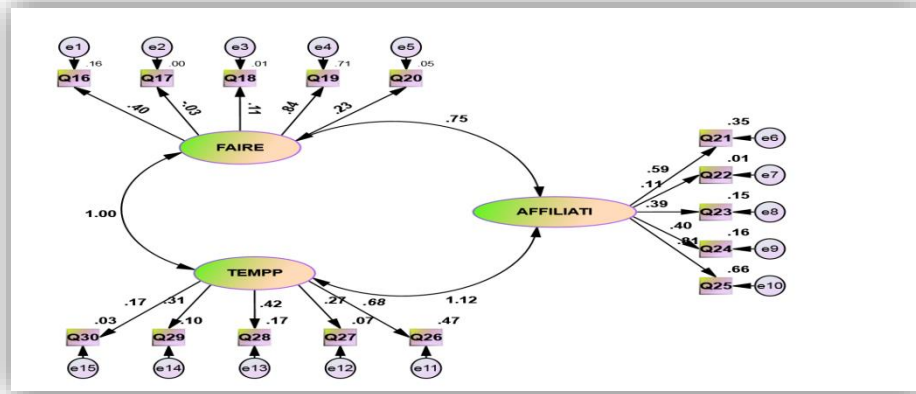 e1 e2 e3 e4 e5
.16 .00 .01 .71 .05
Q16 Q17 Q18 Q19 Q20
.40 -.03 .11 .84 .23
FAIRE
.75
.35
Q21 e6
.59
.01
.11
Q22 e7
.15
.39
Q23 e8
AFFILIATI
.40
.16
Q24 e9
.81
.66
Q25 e10
1.00
TEMPP
1.12
.17 .31 .42 .27 .68
.03 .10 .17 .07 .47
Q30 Q29 Q28 Q27 Q26
e15 e14 e13 e12 e11